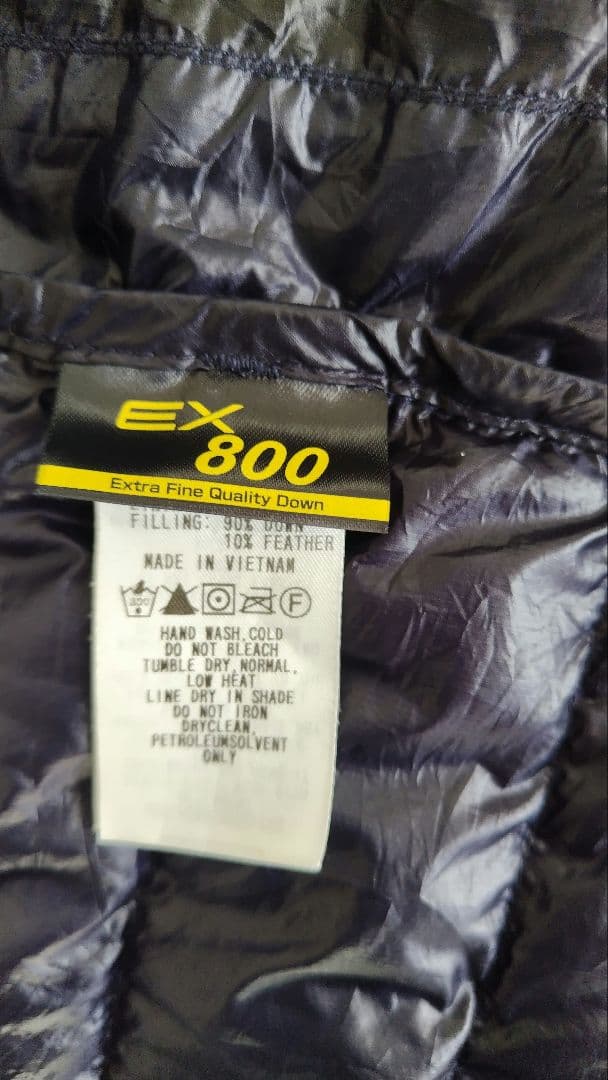 EX
800
Extra Fine Quality Down
FILLING: 90% DOWN
10% FEATHER
MADE IN VIETNAM
F
HAND WASH,COLD
DO NOT BLEACH
TUMBLE DRY,NORMAL,
LOW HEAT
LINE DRY IN SHADE
DO NOT IRON
DRYCLEAN,
PETROLEUMSOLVENT
ONLY